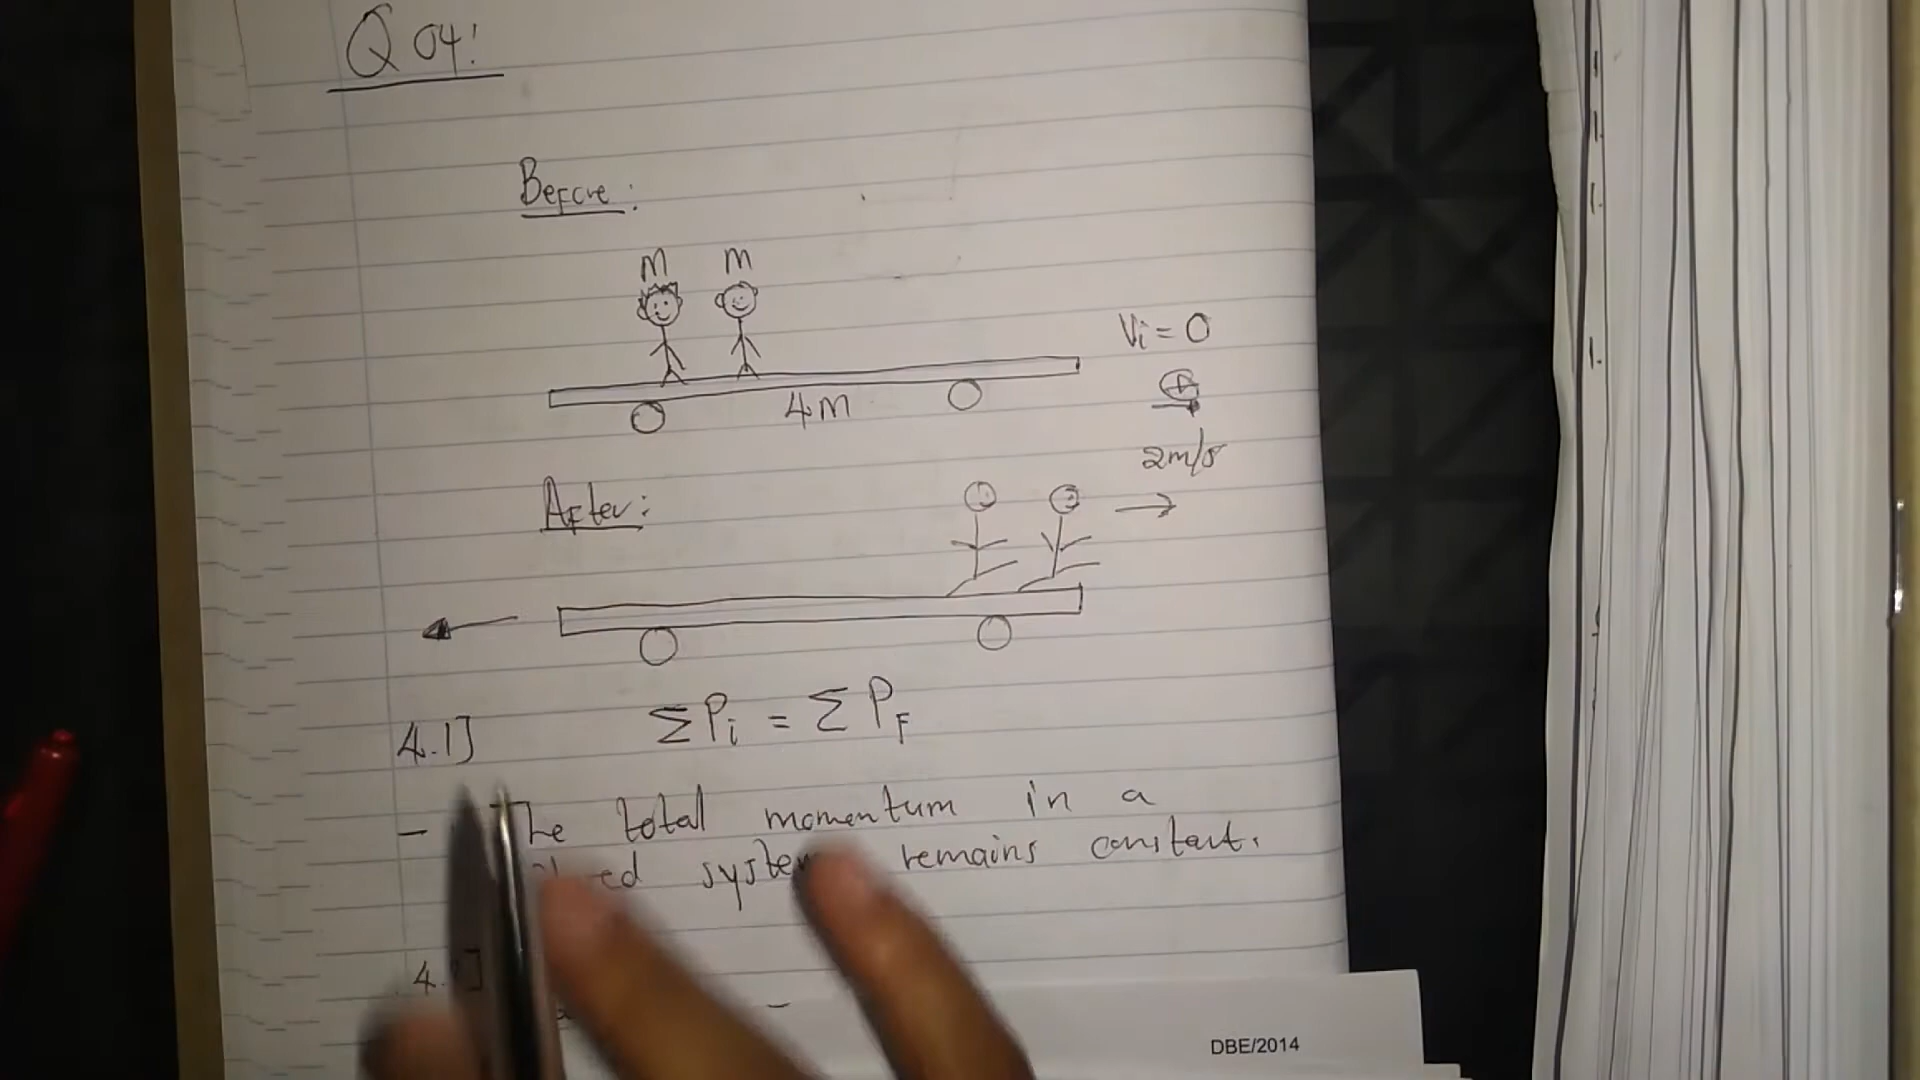 Q 04:
Before:
m m
Vi = 0
4m
+
2m/s
After:
4.1] ΣPi = ΣPF
- The total momentum in a
system remains constant.
4.
DBE/2014